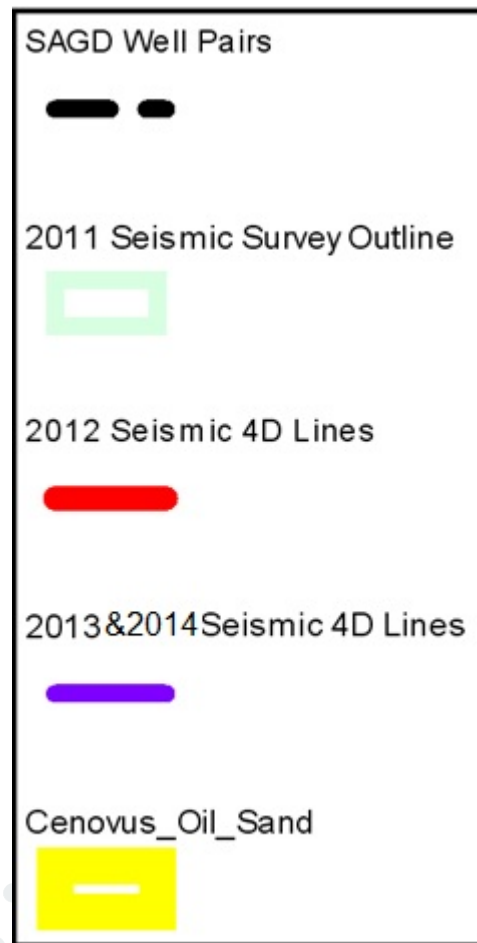 SAGD Well Pairs
2011 Seismic Survey Outline
2012 Seismic 4D Lines
2013&2014Seismic 4D Lines
Cenovus_Oil_Sand